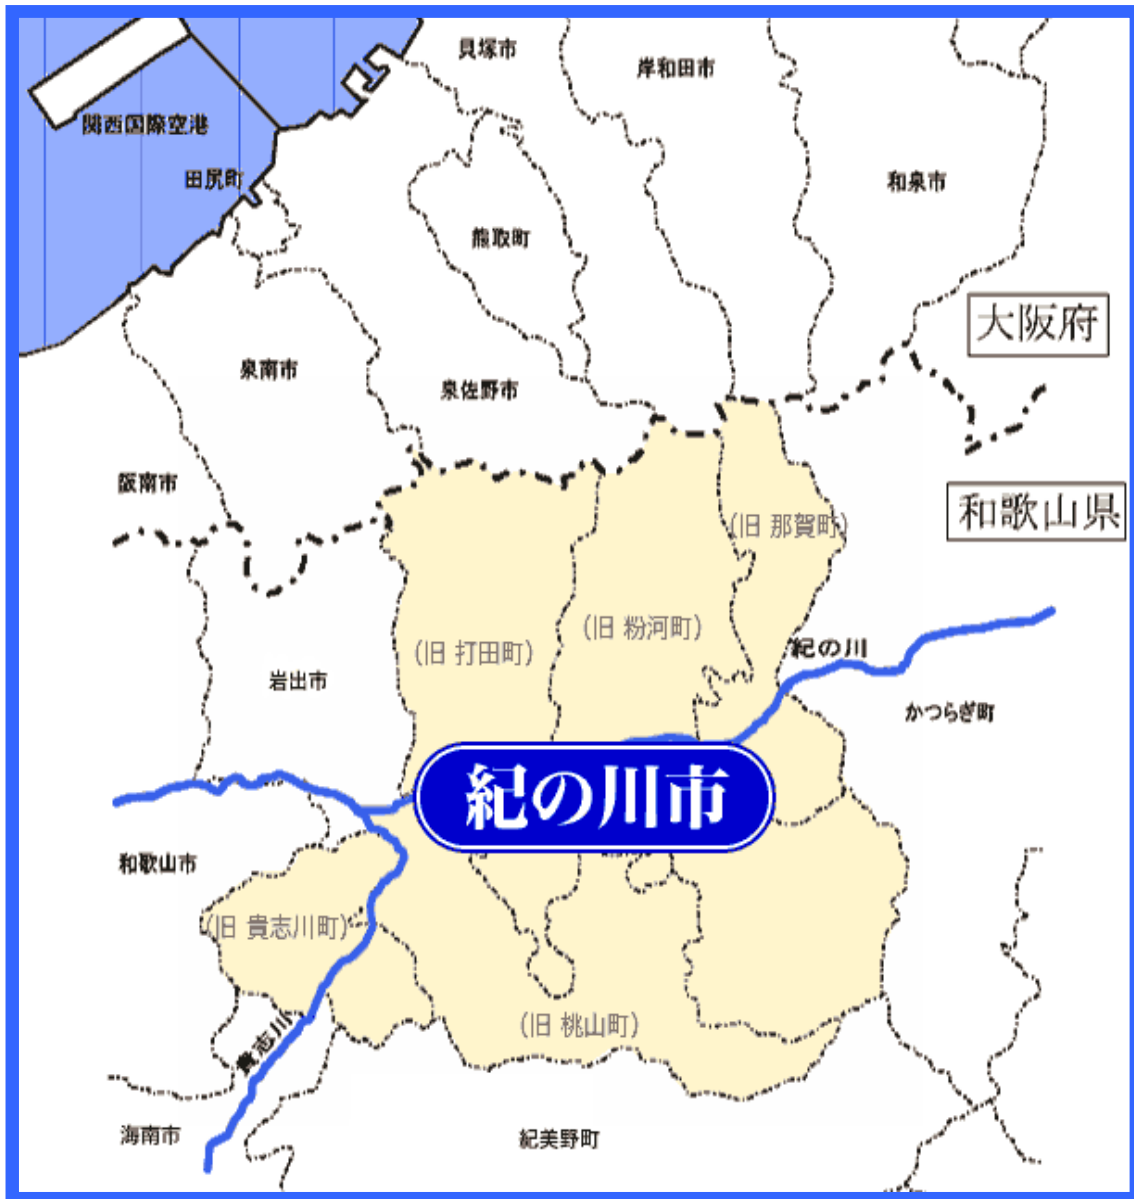 貝塚市
岸和田市
関西国際空港
田尻町
和泉市
熊取町
大阪府
泉南市
泉佐野市
阪南市
和歌山県
(旧 那賀町)
(旧 粉河町)
(旧 打田町)
紀の川
岩出市
かつらぎ町
紀の川市
和歌山市
(旧 貴志川町)
(旧 桃山町)
貴志川
海南市
紀美野町